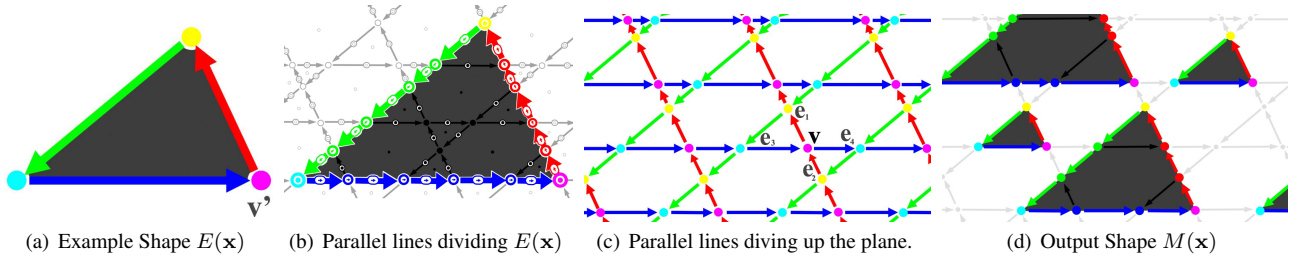 v'
e₁
v
e₃
e₄
e₂
(a) Example Shape E(x)
(b) Parallel lines dividing E(x)
(c) Parallel lines diving up the plane.
(d) Output Shape M(x)